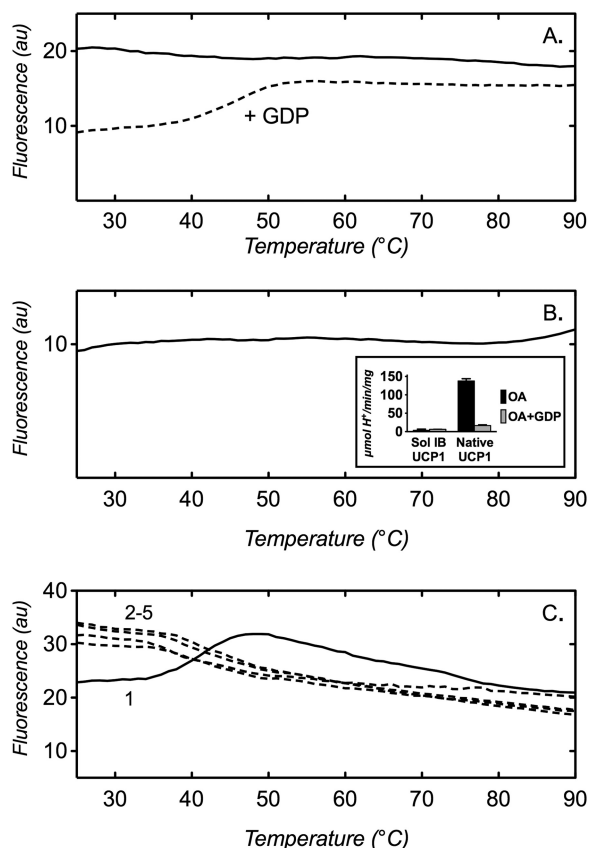 A.
Fluorescence (au)
20
10
+ GDP
30 40 50 60 70 80 90
Temperature (°C)
B.
Fluorescence (au)
10
μmol H⁺/min/mg
150
100
50
0
OA
OA+GDP
Sol IB Native
UCP1 UCP1
30 40 50 60 70 80 90
Temperature (°C)
C.
Fluorescence (au)
40
30
20
10
2-5
1
30 40 50 60 70 80 90
Temperature (°C)